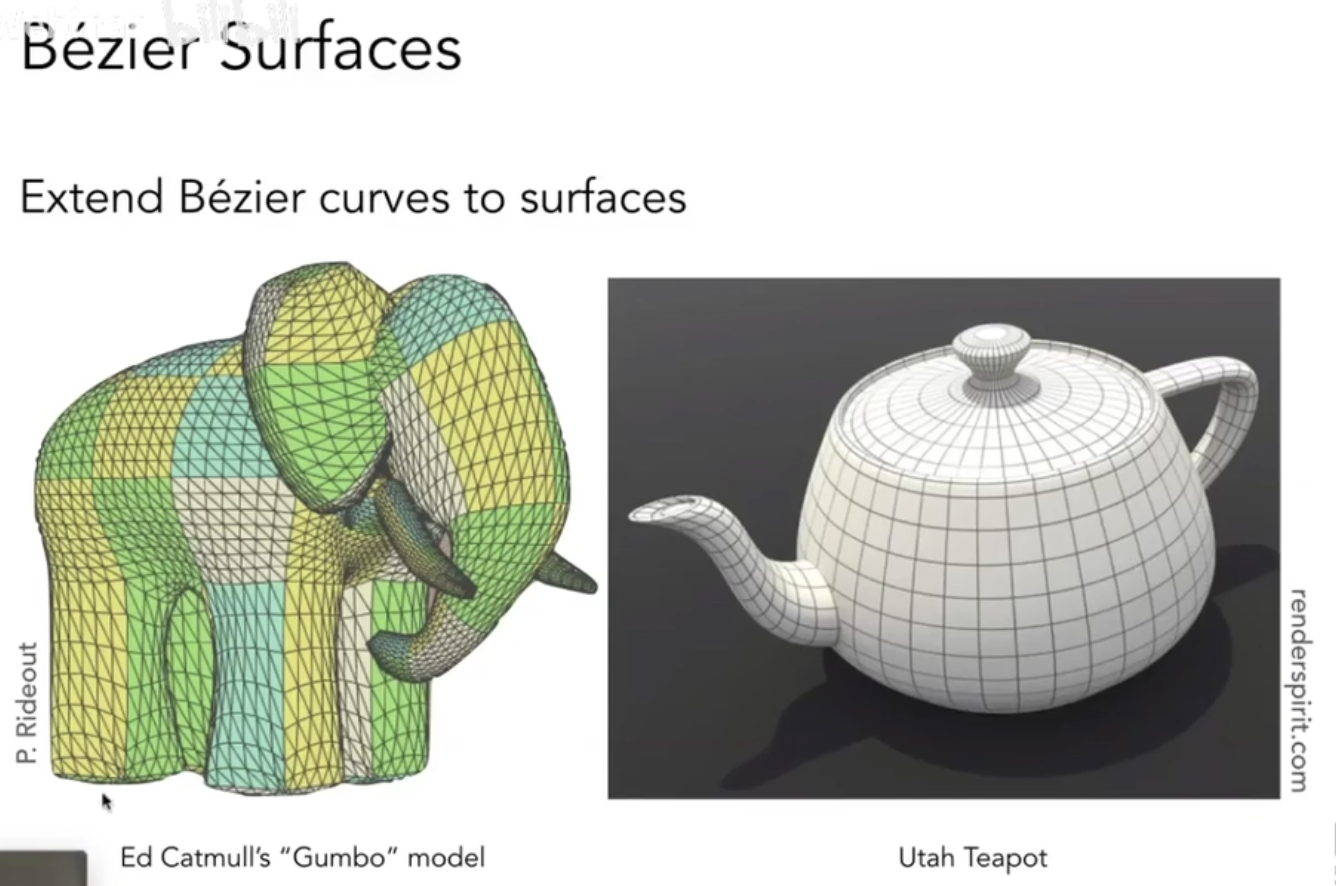 Bézier Surfaces
Extend Bézier curves to surfaces
P. Rideout
renderspirit.com
Ed Catmull’s “Gumbo” model
Utah Teapot